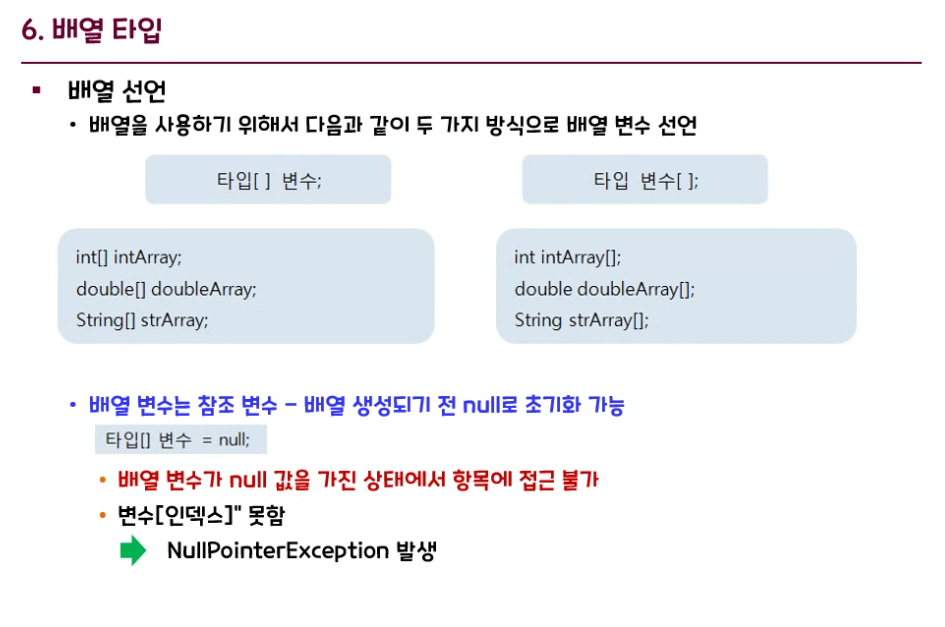 6. 배열 타입
배열 선언
배열을 사용하기 위해서 다음과 같이 두 가지 방식으로 배열 변수 선언
타입[ ] 변수;
타입 변수[ ];
int[] intArray;
double[] doubleArray;
String[] strArray;
int intArray[];
double doubleArray[];
String strArray[];
배열 변수는 참조 변수 – 배열 생성되기 전 null로 초기화 가능
타입[] 변수 = null;
배열 변수가 null 값을 가진 상태에서 항목에 접근 불가
변수[인덱스]" 못함
NullPointerException 발생